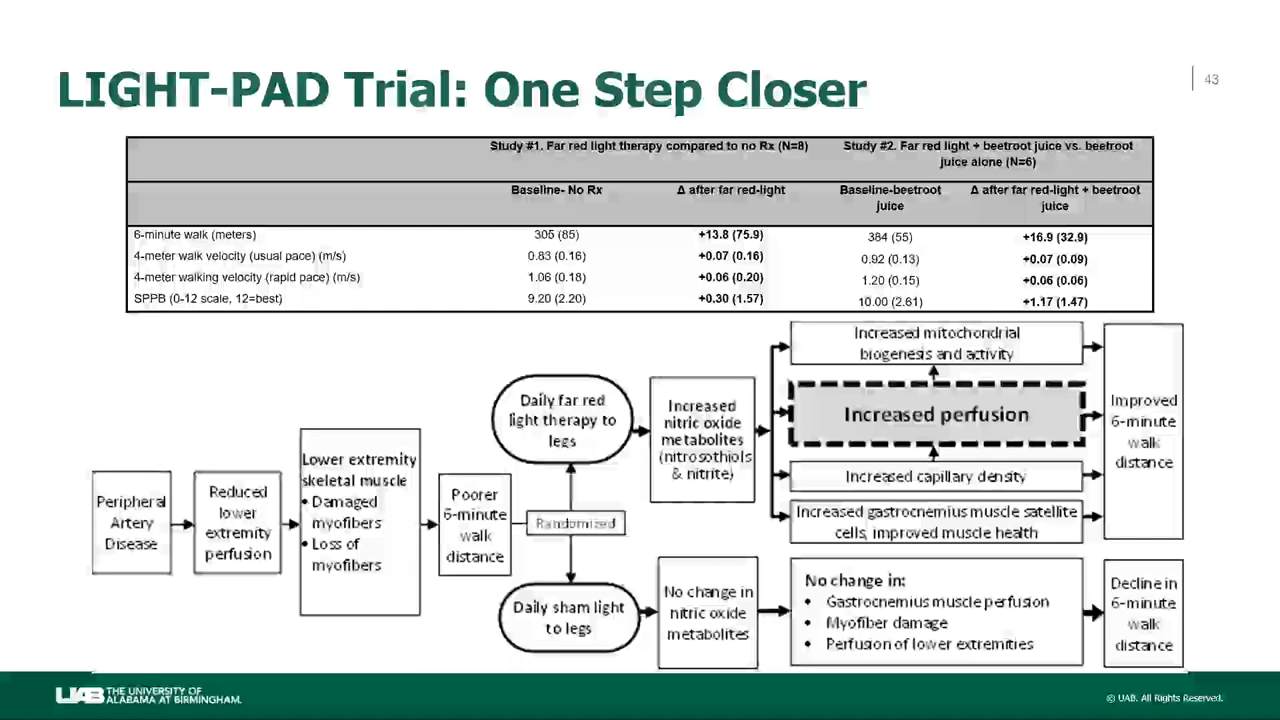 LIGHT-PAD Trial: One Step Closer
43
Study #1. Far red light therapy compared to no Rx (N=8)
Study #2. Far red light + beetroot juice vs. beetroot
juice alone (N=6)
Baseline- No Rx
Δ after far red-light
Baseline-beetroot
juice
Δ after far red-light + beetroot
juice
6-minute walk (meters) 305 (85) +13.8 (75.9) 384 (55) +16.9 (32.9)
4-meter walk velocity (usual pace) (m/s) 0.83 (0.16) +0.07 (0.16) 0.92 (0.13) +0.07 (0.09)
4-meter walking velocity (rapid pace) (m/s) 1.06 (0.18) +0.06 (0.20) 1.20 (0.15) +0.06 (0.06)
SPPB (0-12 scale, 12=best) 9.20 (2.20) +0.30 (1.57) 10.00 (2.61) +1.17 (1.47)
Peripheral
Artery
Disease
Reduced
lower
extremity
perfusion
Lower extremity
skeletal muscle
• Damaged
myofibers
• Loss of
myofibers
Poorer
6-minute
walk
distance
Randomized
Daily far red
light therapy to
legs
Increased
nitric oxide
metabolites
(nitrosothiols
& nitrite)
Increased mitochondrial
biogenesis and activity
Increased perfusion
Increased capillary density
Increased gastrocnemius muscle satellite
cells, improved muscle health
Improved
6-minute
walk
distance
Daily sham light
to legs
No change in
nitric oxide
metabolites
No change in:
• Gastrocnemius muscle perfusion
• Myofiber damage
• Perfusion of lower extremities
Decline in
6-minute
walk
distance
UAB THE UNIVERSITY OF
ALABAMA AT BIRMINGHAM.
© UAB. All Rights Reserved.